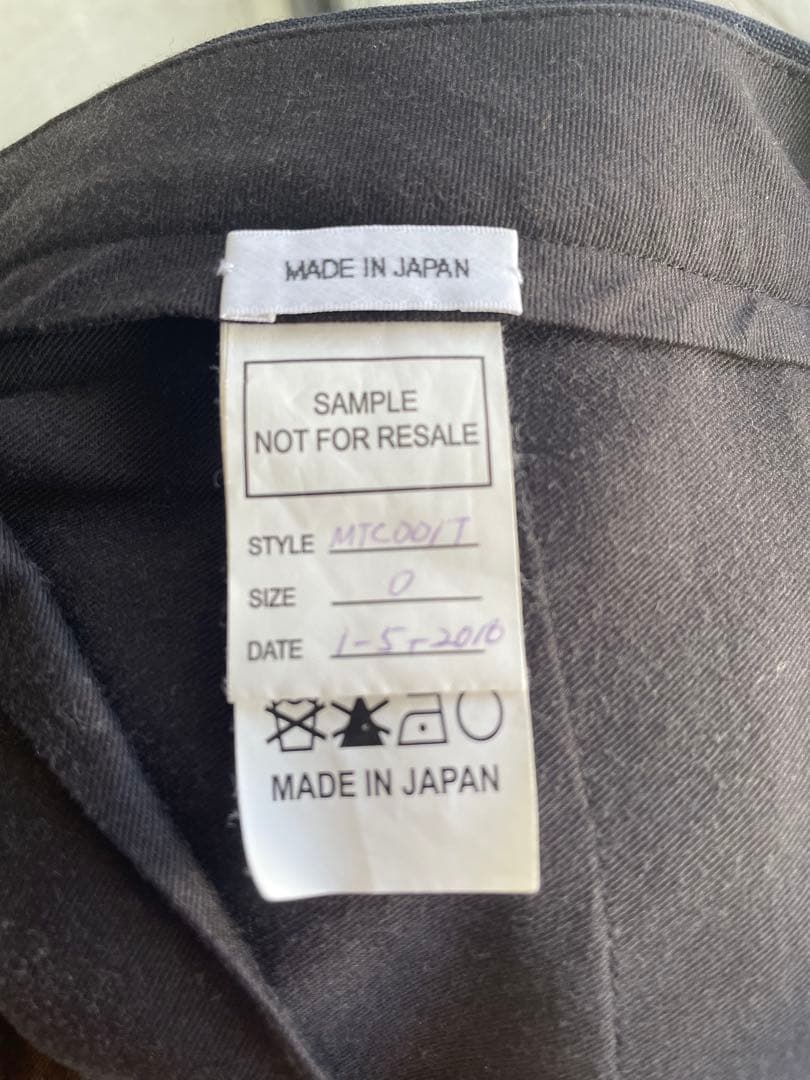 MADE IN JAPAN
SAMPLE
NOT FOR RESALE
STYLE MTC001T
SIZE 0
DATE 1-5-2010
MADE IN JAPAN